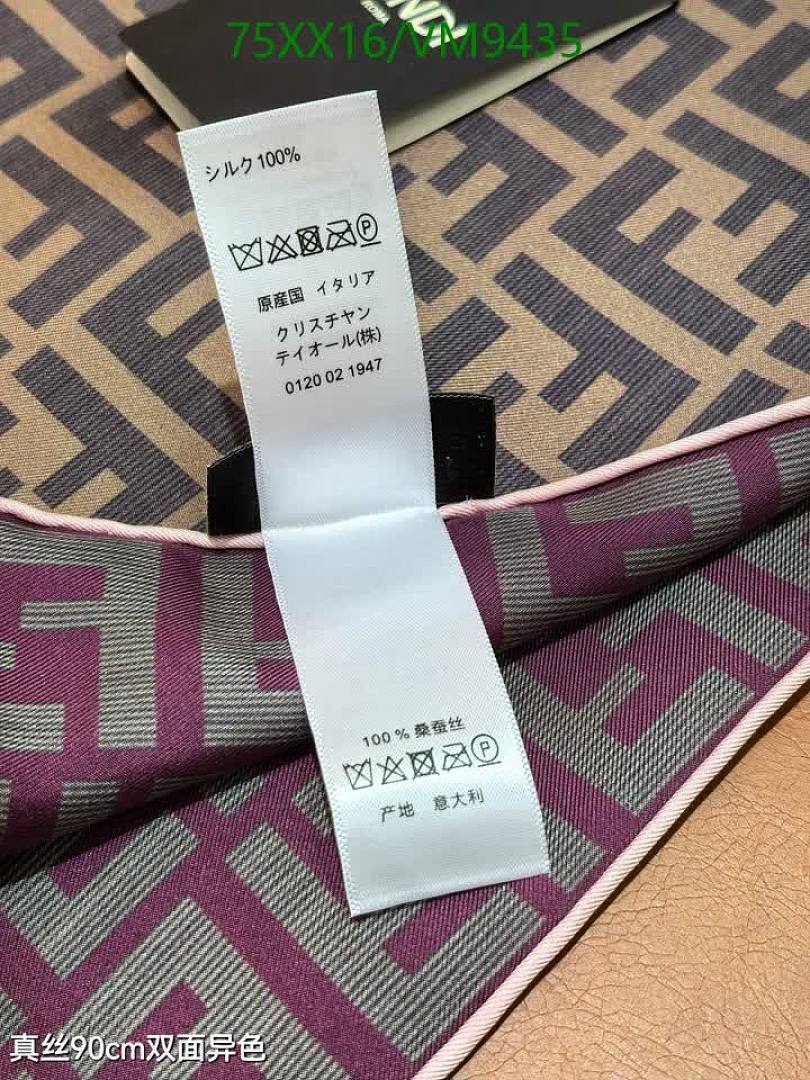 75XX16/VM9435
シルク100%
P
原産国 イタリア
クリスチャン
テイオール(株)
0120 02 1947
100％桑蚕丝
P
产地 意大利
真丝90cm双面异色